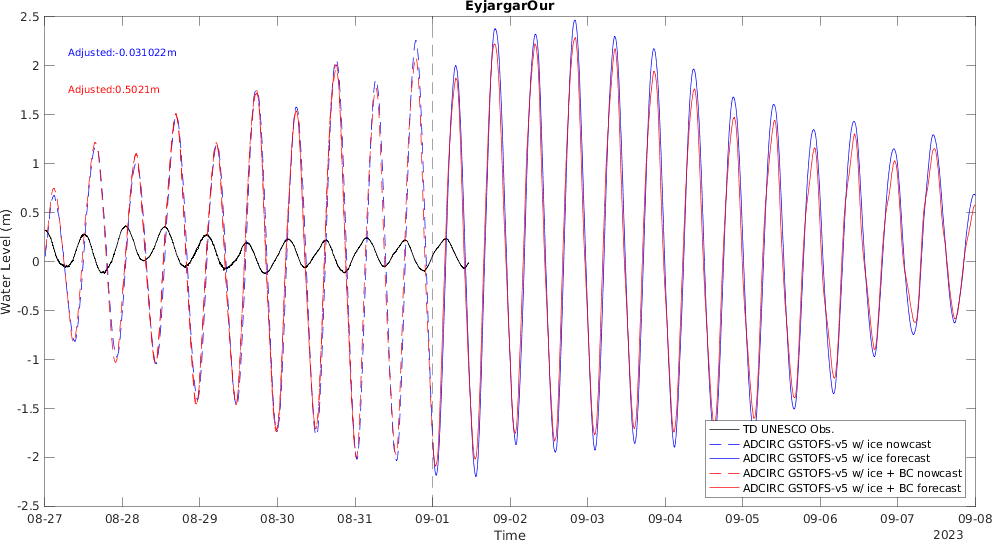 EyjargarOur
Adjusted:-0.031022m
Adjusted:0.5021m
Water Level (m)
2.5
2
1.5
1
0.5
0
-0.5
-1
-1.5
-2
-2.5
TD UNESCO Obs.
ADCIRC GSTOFS-v5 w/ ice nowcast
ADCIRC GSTOFS-v5 w/ ice forecast
ADCIRC GSTOFS-v5 w/ ice + BC nowcast
ADCIRC GSTOFS-v5 w/ ice + BC forecast
08-27 08-28 08-29 08-30 08-31 09-01 09-02 09-03 09-04 09-05 09-06 09-07 09-08
Time
2023